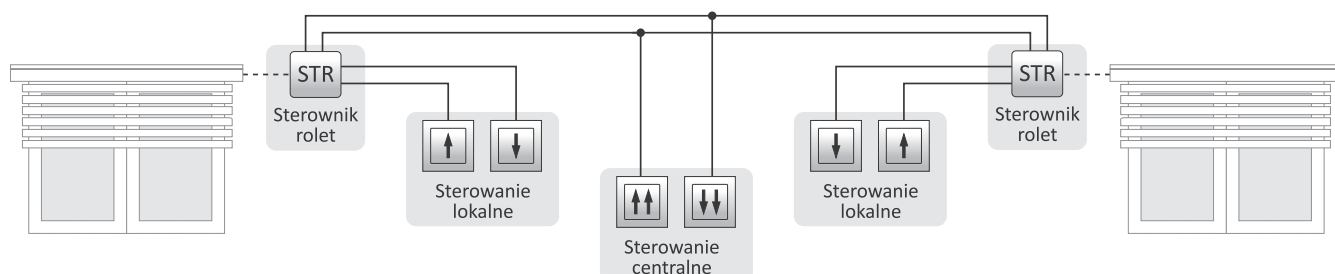 STR
Sterownik
rolet
Sterowanie
lokalne
Sterowanie
centralne
Sterowanie
lokalne
STR
Sterownik
rolet